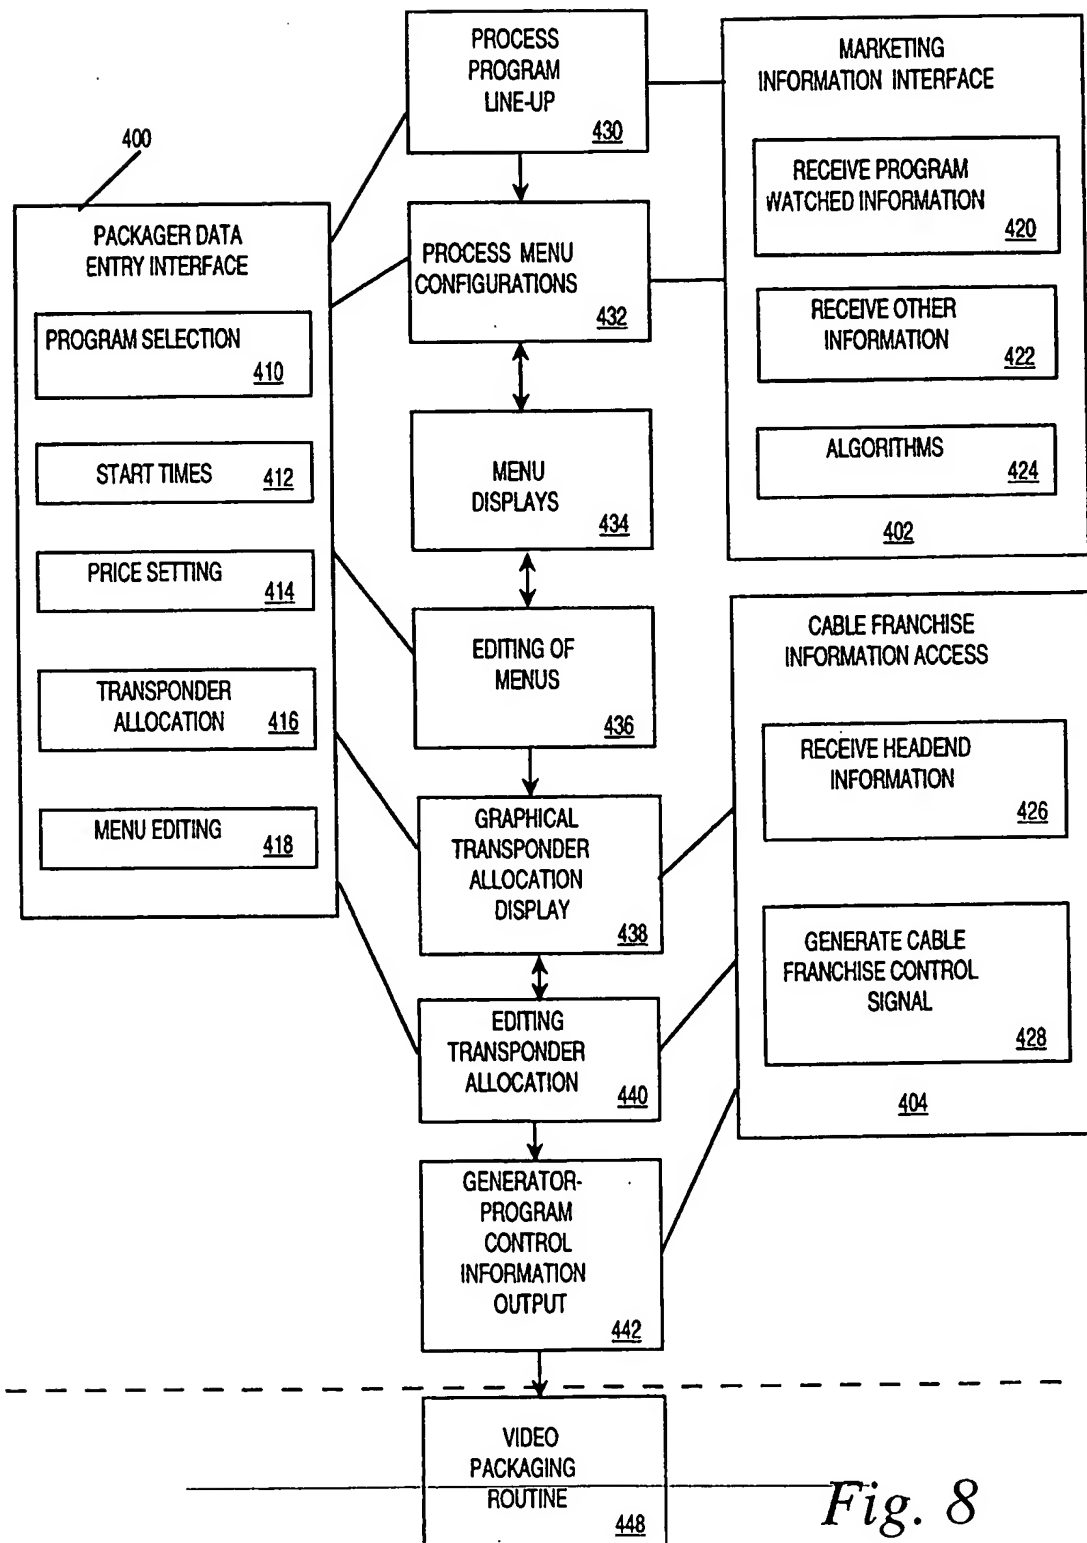 400
PACKAGER DATA
ENTRY INTERFACE
PROGRAM SELECTION
410
START TIMES 412
PRICE SETTING
414
TRANSPONDER
ALLOCATION 416
MENU EDITING 418
PROCESS
PROGRAM
LINE-UP
430
PROCESS MENU
CONFIGURATIONS
432
MENU
DISPLAYS
434
EDITING OF
MENUS
436
GRAPHICAL
TRANSPONDER
ALLOCATION
DISPLAY
438
EDITING
TRANSPONDER
ALLOCATION
440
GENERATOR-
PROGRAM
CONTROL
INFORMATION
OUTPUT
442
VIDEO
PACKAGING
ROUTINE
448
MARKETING
INFORMATION INTERFACE
RECEIVE PROGRAM
WATCHED INFORMATION
420
RECEIVE OTHER
INFORMATION
422
ALGORITHMS
424
402
CABLE FRANCHISE
INFORMATION ACCESS
RECEIVE HEADEND
INFORMATION
426
GENERATE CABLE
FRANCHISE CONTROL
SIGNAL
428
404
Fig. 8